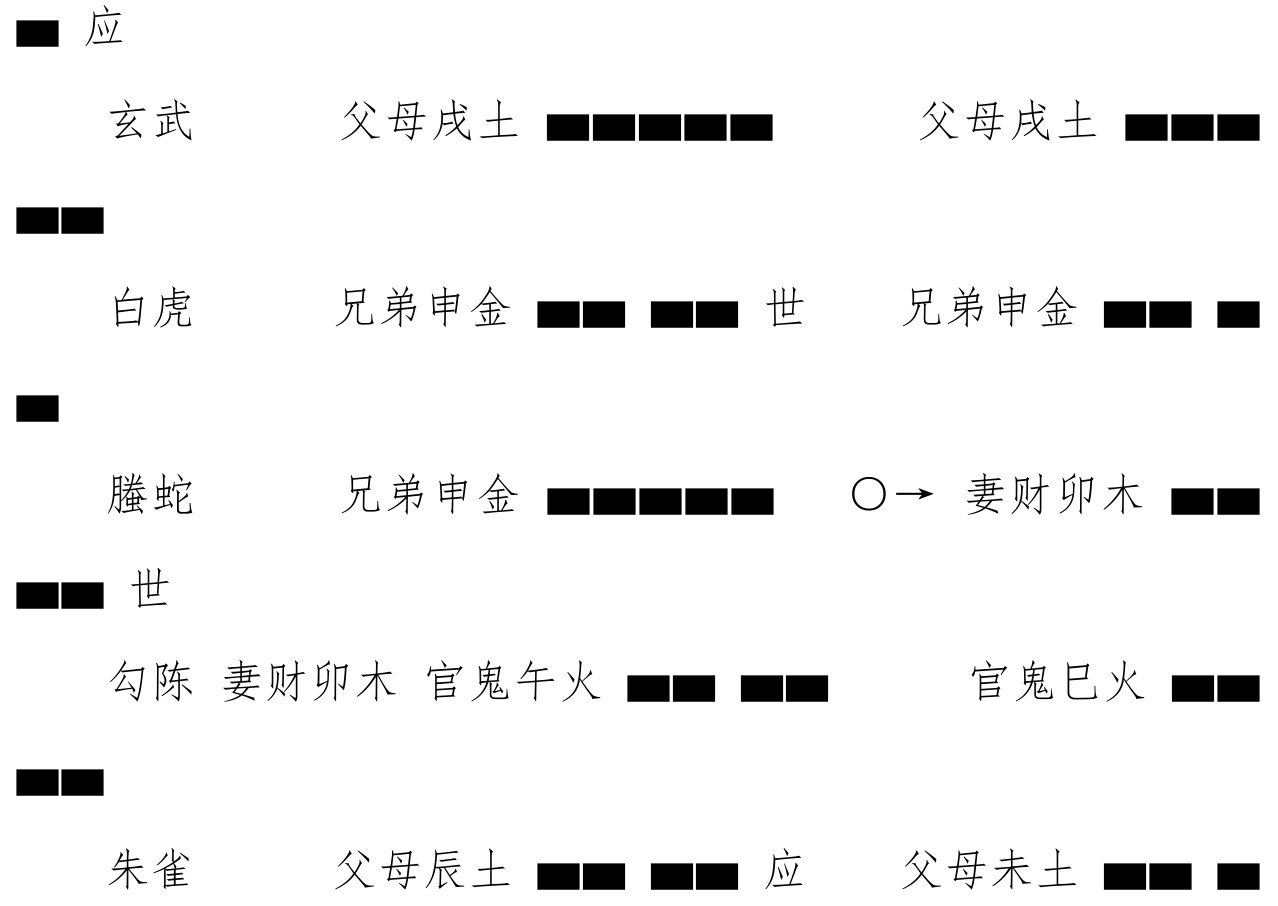 ■ 应
玄武 父母戌土 ■■■■■ 父母戌土 ■■■
■■
白虎 兄弟申金 ■■ ■■ 世 兄弟申金 ■■ ■
■
螣蛇 兄弟申金 ■■■■■ ○→ 妻财卯木 ■■
■■ 世
勾陈 妻财卯木 官鬼午火 ■■ ■■ 官鬼巳火 ■■
■■
朱雀 父母辰土 ■■ ■■ 应 父母未土 ■■ ■